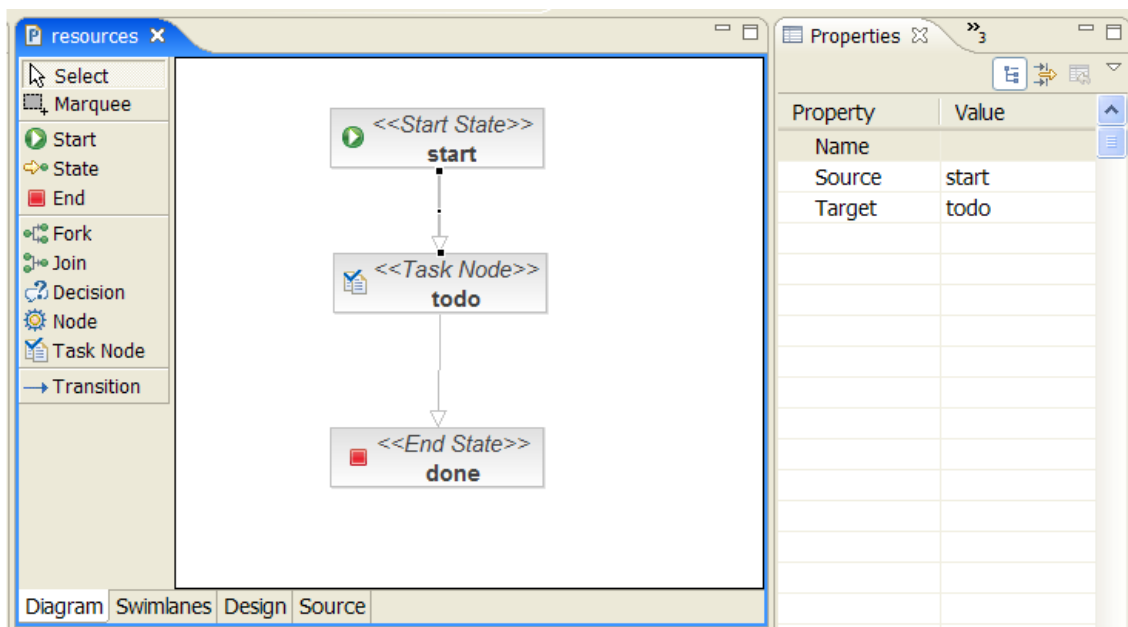 resources
Select
Marquee
Start
State
End
Fork
Join
Decision
Node
Task Node
Transition
<<Start State>>
start
<<Task Node>>
todo
<<End State>>
done
Diagram Swimlanes Design Source
Properties »3
Property Value
Name
Source start
Target todo